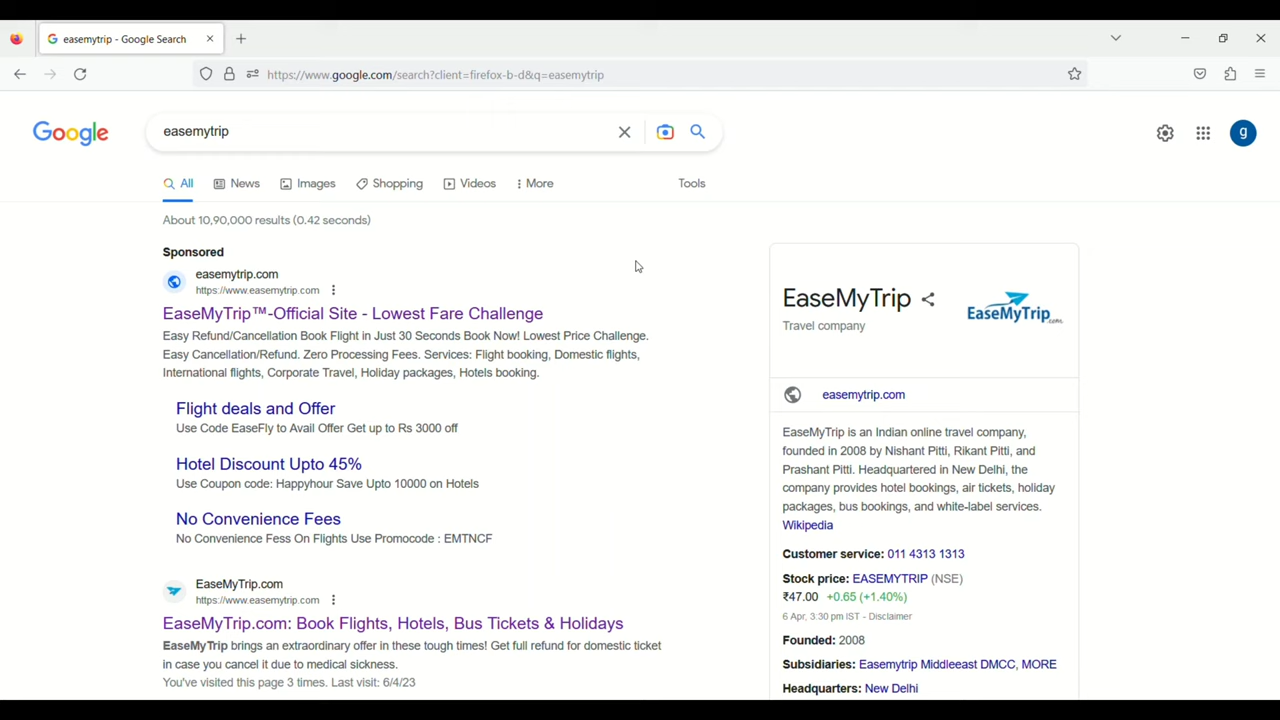 easemytrip - Google Search
https://www.google.com/search?client=firefox-b-d&q=easemytrip
Google
easemytrip
g
All
News
Images
Shopping
Videos
More
Tools
About 10,90,000 results (0.42 seconds)
Sponsored
easemytrip.com
https://www.easemytrip.com
EaseMyTrip™-Official Site - Lowest Fare Challenge
Easy Refund/Cancellation Book Flight in Just 30 Seconds Book Now! Lowest Price Challenge.
Easy Cancellation/Refund. Zero Processing Fees. Services: Flight booking, Domestic flights,
International flights, Corporate Travel, Holiday packages, Hotels booking.
Flight deals and Offer
Use Code EaseFly to Avail Offer Get up to Rs 3000 off
Hotel Discount Upto 45%
Use Coupon code: Happyhour Save Upto 10000 on Hotels
No Convenience Fees
No Convenience Fess On Flights Use Promocode : EMTNCF
EaseMyTrip.com
https://www.easemytrip.com
EaseMyTrip.com: Book Flights, Hotels, Bus Tickets & Holidays
EaseMyTrip brings an extraordinary offer in these tough times! Get full refund for domestic ticket
in case you cancel it due to medical sickness.
You've visited this page 3 times. Last visit: 6/4/23
EaseMyTrip
Travel company
EaseMyTrip.com
easemytrip.com
EaseMyTrip is an Indian online travel company,
founded in 2008 by Nishant Pitti, Rikant Pitti, and
Prashant Pitti. Headquartered in New Delhi, the
company provides hotel bookings, air tickets, holiday
packages, bus bookings, and white-label services.
Wikipedia
Customer service: 011 4313 1313
Stock price: EASEMYTRIP (NSE)
₹47.00 +0.65 (+1.40%)
6 Apr, 3:30 pm IST - Disclaimer
Founded: 2008
Subsidiaries: Easemytrip Middleeast DMCC, MORE
Headquarters: New Delhi